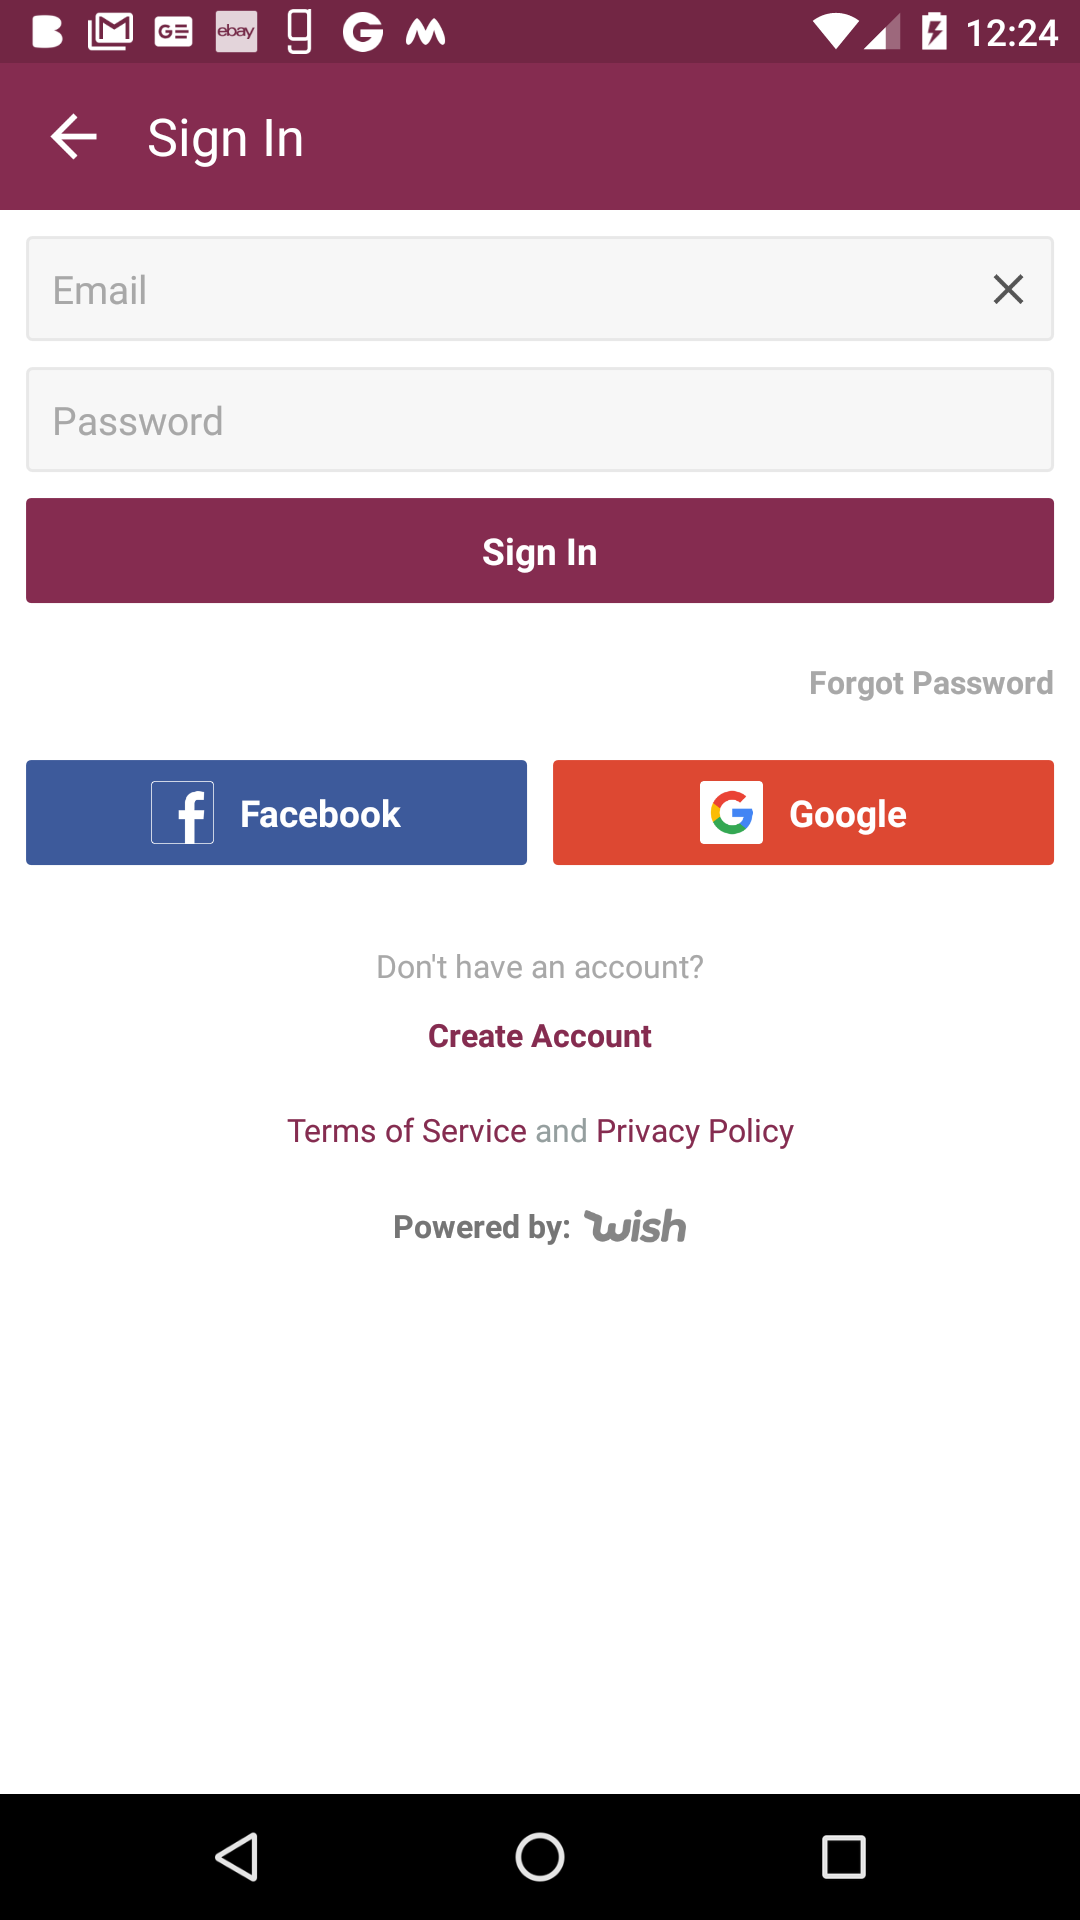 GE ebay g G 12:24
Sign In
Email
Password
Sign In
Forgot Password
Facebook Google
Don't have an account?
Create Account
Terms of Service and Privacy Policy
Powered by: wish